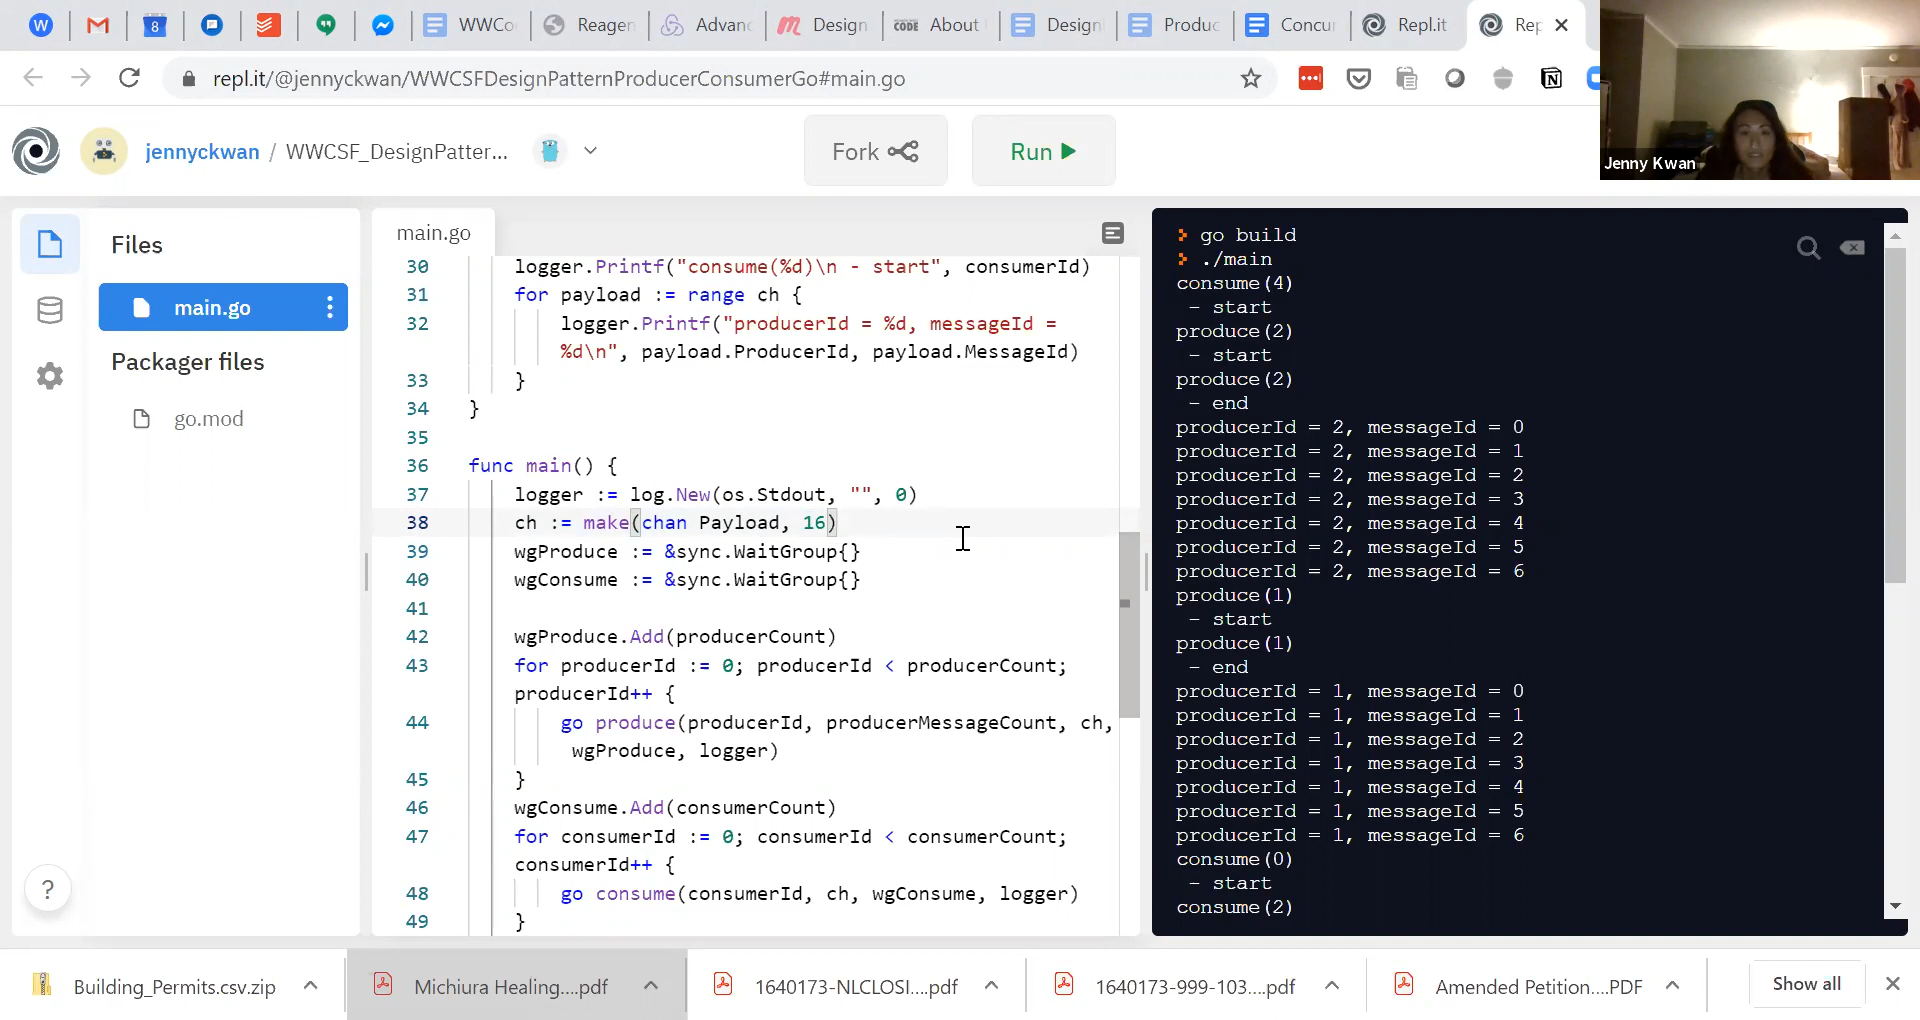 WWCo
Reagen
Advanc
Design
CODE About
Design
Produc
Concur
Repl.it
Rep
repl.it/@jennyckwan/WWCSFDesignPatternProducerConsumerGo#main.go
Jenny Kwan
jennyckwan / WWCSF_DesignPatter...
Fork
Run
Files
main.go
Packager files
go.mod
main.go
30 logger.Printf("consume(%d)\n - start", consumerId)
31 for payload := range ch {
32 logger.Printf("producerId = %d, messageId =
%d\n", payload.ProducerId, payload.MessageId)
33 }
34 }
35
36 func main() {
37 logger := log.New(os.Stdout, "", 0)
38 ch := make(chan Payload, 16)
39 wgProduce := &sync.WaitGroup{}
40 wgConsume := &sync.WaitGroup{}
41
42 wgProduce.Add(producerCount)
43 for producerId := 0; producerId < producerCount;
producerId++ {
44 go produce(producerId, producerMessageCount, ch,
wgProduce, logger)
45 }
46 wgConsume.Add(consumerCount)
47 for consumerId := 0; consumerId < consumerCount;
consumerId++ {
48 go consume(consumerId, ch, wgConsume, logger)
49 }
go build
./main
consume(4)
- start
produce(2)
- start
produce(2)
- end
producerId = 2, messageId = 0
producerId = 2, messageId = 1
producerId = 2, messageId = 2
producerId = 2, messageId = 3
producerId = 2, messageId = 4
producerId = 2, messageId = 5
producerId = 2, messageId = 6
produce(1)
- start
produce(1)
- end
producerId = 1, messageId = 0
producerId = 1, messageId = 1
producerId = 1, messageId = 2
producerId = 1, messageId = 3
producerId = 1, messageId = 4
producerId = 1, messageId = 5
producerId = 1, messageId = 6
consume(0)
- start
consume(2)
?
Building_Permits.csv.zip
Michiura Healing....pdf
1640173-NLCLOSI....pdf
1640173-999-103....pdf
Amended Petition....PDF
Show all